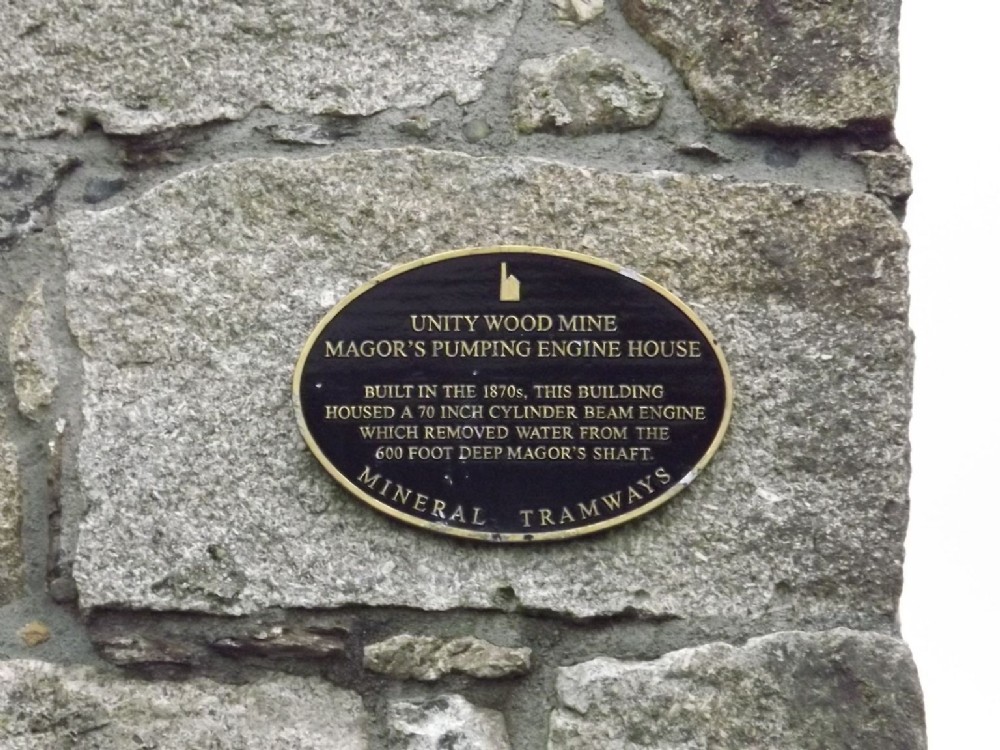 UNITY WOOD MINE
MAGOR'S PUMPING ENGINE HOUSE
BUILT IN THE 1870s, THIS BUILDING
HOUSED A 70 INCH CYLINDER BEAM ENGINE
WHICH REMOVED WATER FROM THE
600 FOOT DEEP MAGOR'S SHAFT.
MINERAL TRAMWAYS